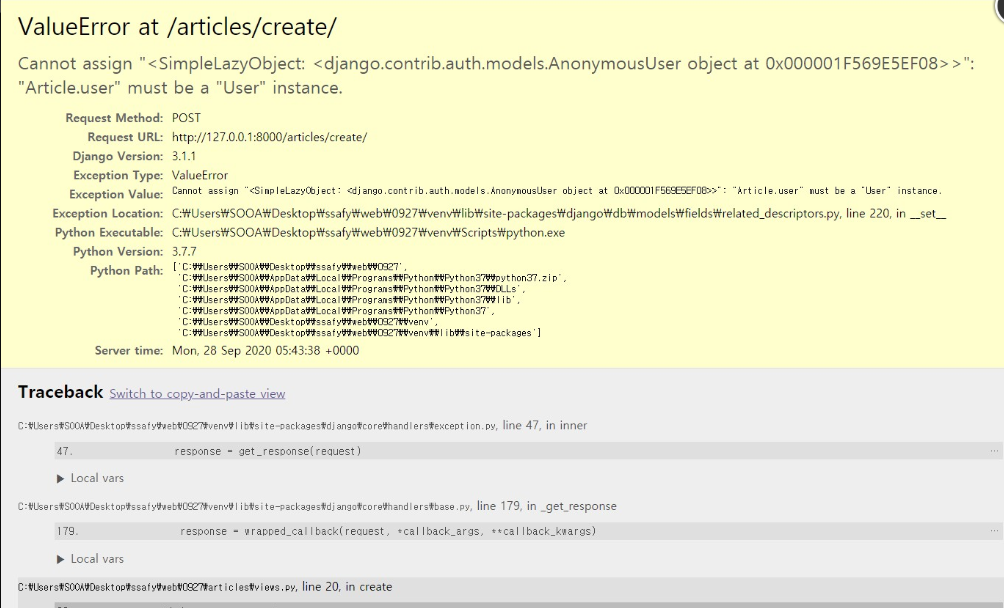 ValueError at /articles/create/
Cannot assign "<SimpleLazyObject: <django.contrib.auth.models.AnonymousUser object at 0x000001F569E5EF08>>":
"Article.user" must be a "User" instance.
Request Method: POST
Request URL: http://127.0.0.1:8000/articles/create/
Django Version: 3.1.1
Exception Type: ValueError
Exception Value: Cannot assign "<SimpleLazyObject: <django.contrib.auth.models.AnonymousUser object at 0x000001F569E5EF08>>": "Article.user" must be a "User" instance.
Exception Location: C:₩Users₩SOOA₩Desktop₩ssafy₩web₩0927₩venv₩lib₩site-packages₩django₩db₩models₩fields₩related_descriptors.py, line 220, in __set__
Python Executable: C:₩Users₩SOOA₩Desktop₩ssafy₩web₩0927₩venv₩Scripts₩python.exe
Python Version: 3.7.7
Python Path: ['C:₩₩Users₩₩SOOA₩₩Desktop₩₩ssafy₩₩web₩₩0927',
'C:₩₩Users₩₩SOOA₩₩AppData₩₩Local₩₩Programs₩₩Python₩₩Python37₩₩python37.zip',
'C:₩₩Users₩₩SOOA₩₩AppData₩₩Local₩₩Programs₩₩Python₩₩Python37₩₩DLLs',
'C:₩₩Users₩₩SOOA₩₩AppData₩₩Local₩₩Programs₩₩Python₩₩Python37₩₩lib',
'C:₩₩Users₩₩SOOA₩₩AppData₩₩Local₩₩Programs₩₩Python₩₩Python37',
'C:₩₩Users₩₩SOOA₩₩Desktop₩₩ssafy₩₩web₩₩0927₩₩venv',
'C:₩₩Users₩₩SOOA₩₩Desktop₩₩ssafy₩₩web₩₩0927₩₩venv₩₩lib₩₩site-packages']
Server time: Mon, 28 Sep 2020 05:43:38 +0000
Traceback Switch to copy-and-paste view
C:₩Users₩SOOA₩Desktop₩ssafy₩web₩0927₩venv₩lib₩site-packages₩django₩core₩handlers₩exception.py, line 47, in inner
47. response = get_response(request) ...
▶ Local vars
C:₩Users₩SOOA₩Desktop₩ssafy₩web₩0927₩venv₩lib₩site-packages₩django₩core₩handlers₩base.py, line 179, in _get_response
179. response = wrapped_callback(request, *callback_args, **callback_kwargs) ...
▶ Local vars
C:₩Users₩SOOA₩Desktop₩ssafy₩web₩0927₩articles₩views.py, line 20, in create